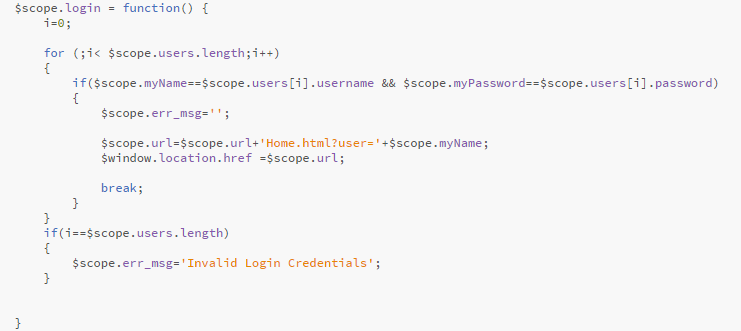 $scope.login = function() {
    i=0;

    for (;i< $scope.users.length;i++)
    {
        if($scope.myName==$scope.users[i].username && $scope.myPassword==$scope.users[i].password)
        {
            $scope.err_msg='';

            $scope.url=$scope.url+'Home.html?user='+$scope.myName;
            $window.location.href =$scope.url;

            break;
        }
    }
    if(i==$scope.users.length)
    {
        $scope.err_msg='Invalid Login Credentials';
    }


}